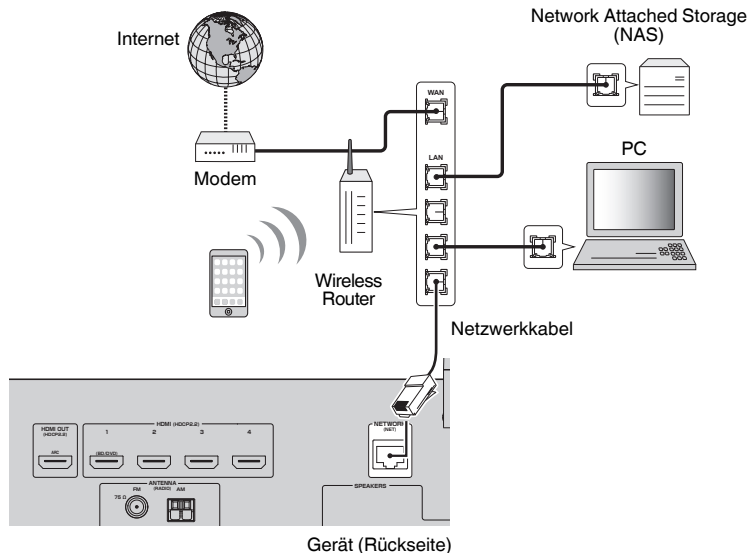 Internet
Network Attached Storage
(NAS)
WAN
LAN
PC
Modem
Wireless
Router
Netzwerkkabel
HDMI OUT
(HDCP2.2)
ARC
HDMI (HDCP2.2)
1 2 3 4
(BD/DVD)
NETWORK
(NET)
ANTENNA
(RADIO)
FM AM
75 Ω
SPEAKERS
Gerät (Rückseite)